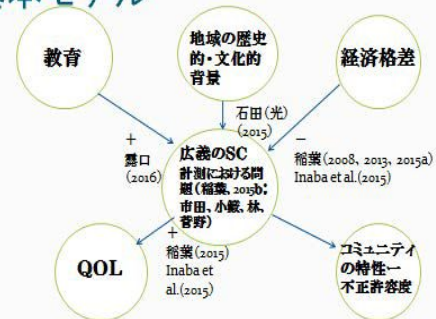 教育
地域の歴史
的・文化的
背景
経済格差
石田(光)
(2015)
+
露口
(2016)
広義のSC
計測における問
題(稲葉、2015b;
市田、小籔、林、
菅野)
−
稲葉(2008、2013、2015a)
Inaba et al.(2015)
+
稲葉(2015)
Inaba et
al.(2015)
QOL
コミュニティ
の特性ー
不正許容度